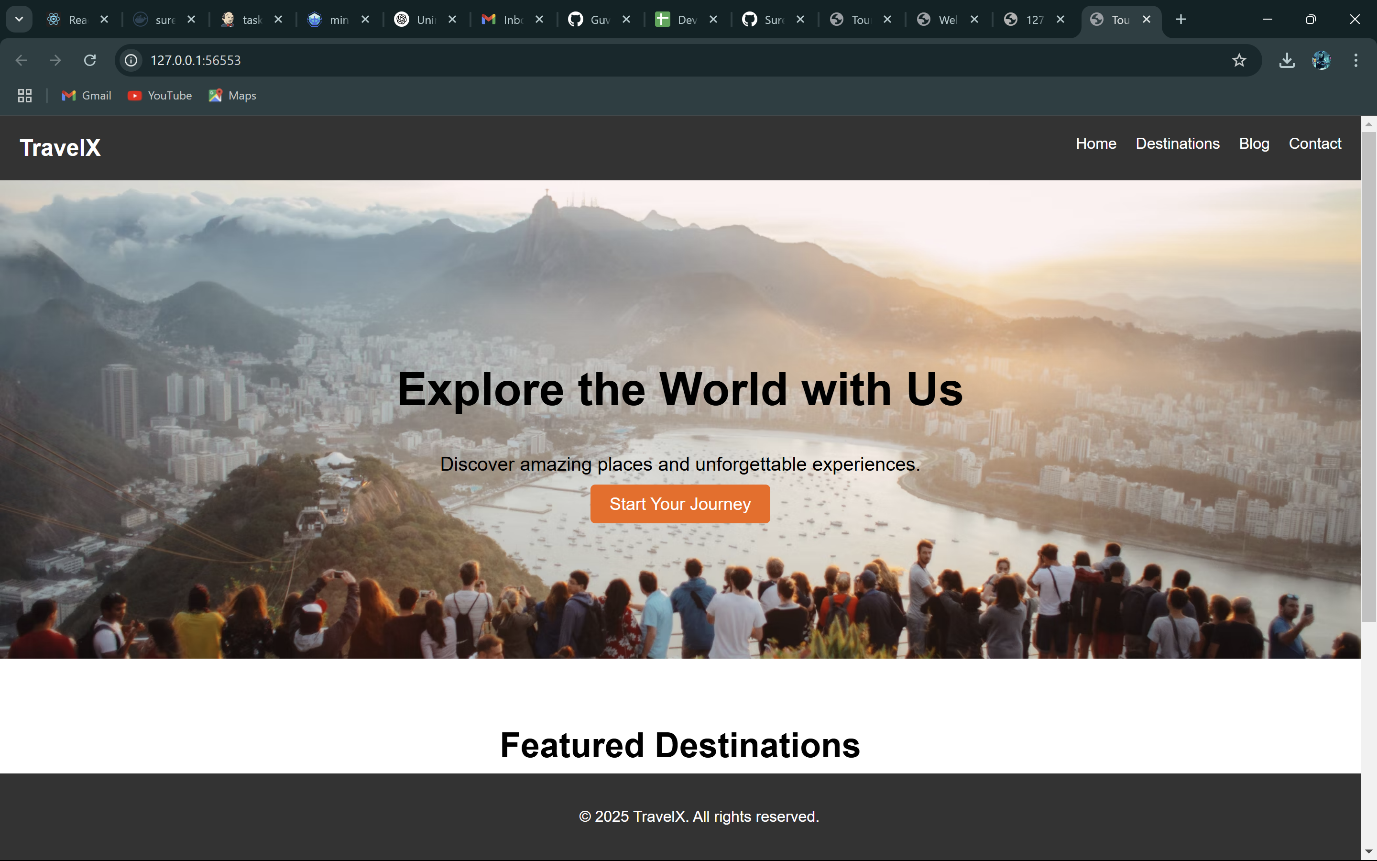 Rea
sure
task
min
Uni
Inbo
Guv
Dev
Sure
Tour
Wel
127
Tou
127.0.0.1:56553
Gmail
YouTube
Maps
TravelX
Home Destinations Blog Contact
Explore the World with Us
Discover amazing places and unforgettable experiences.
Start Your Journey
Featured Destinations
© 2025 TravelX. All rights reserved.